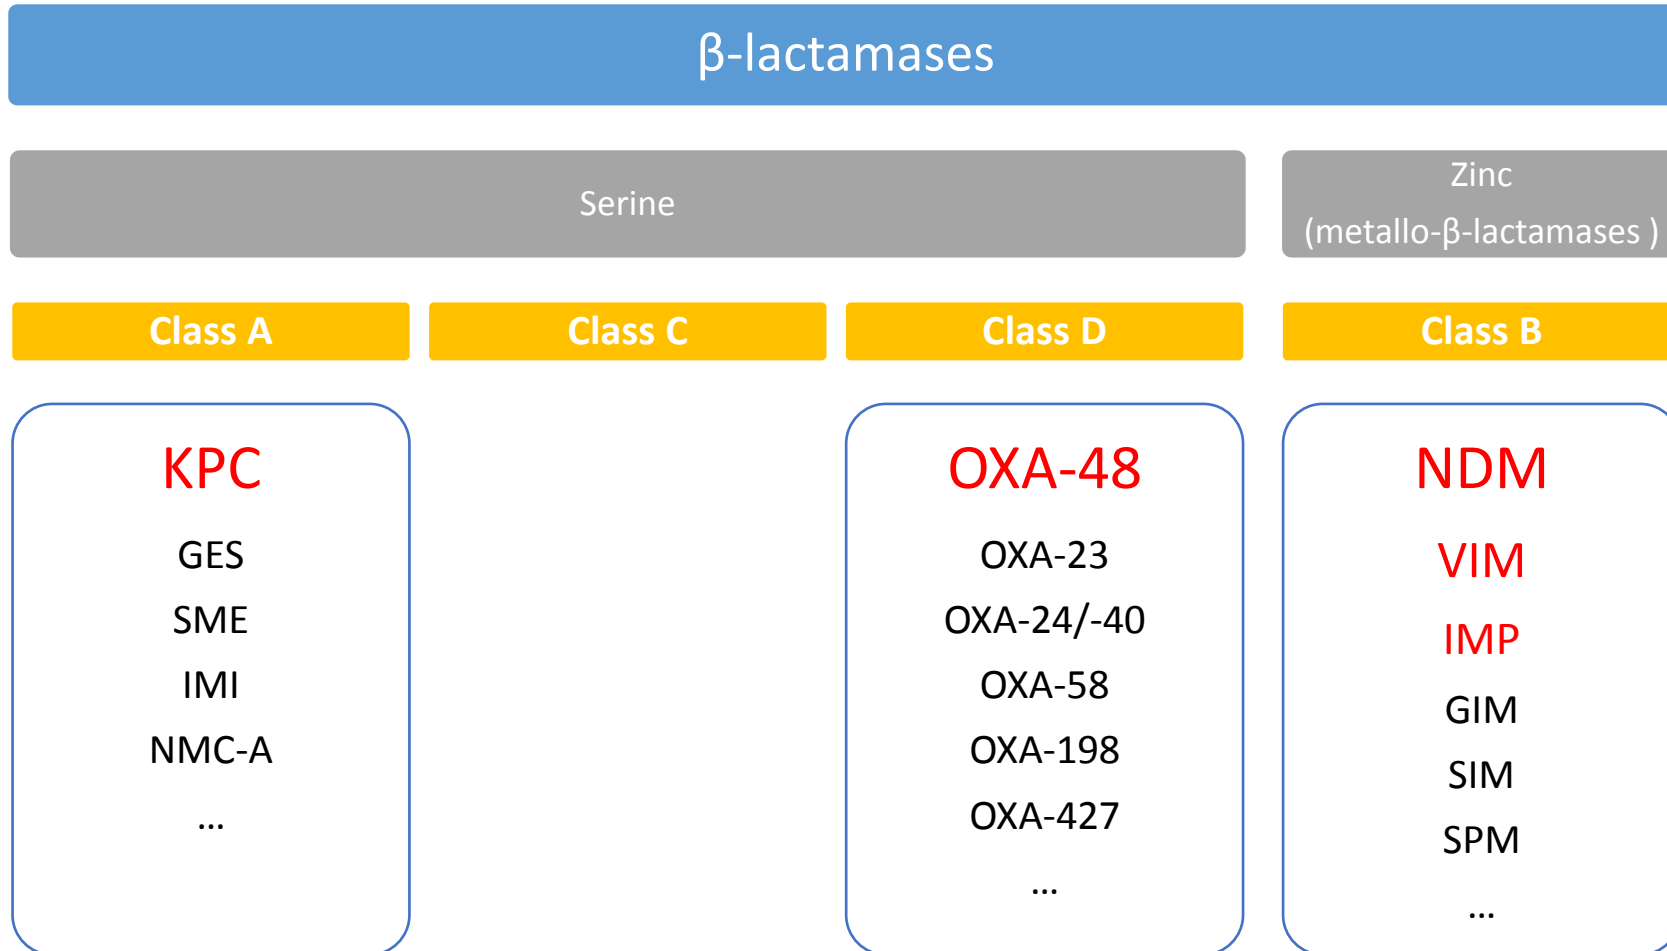 β-lactamases
Serine
Zinc
(metallo-β-lactamases )
Class A
Class C
Class D
Class B
KPC
GES
SME
IMI
NMC-A
...
OXA-48
OXA-23
OXA-24/-40
OXA-58
OXA-198
OXA-427
...
NDM
VIM
IMP
GIM
SIM
SPM
...